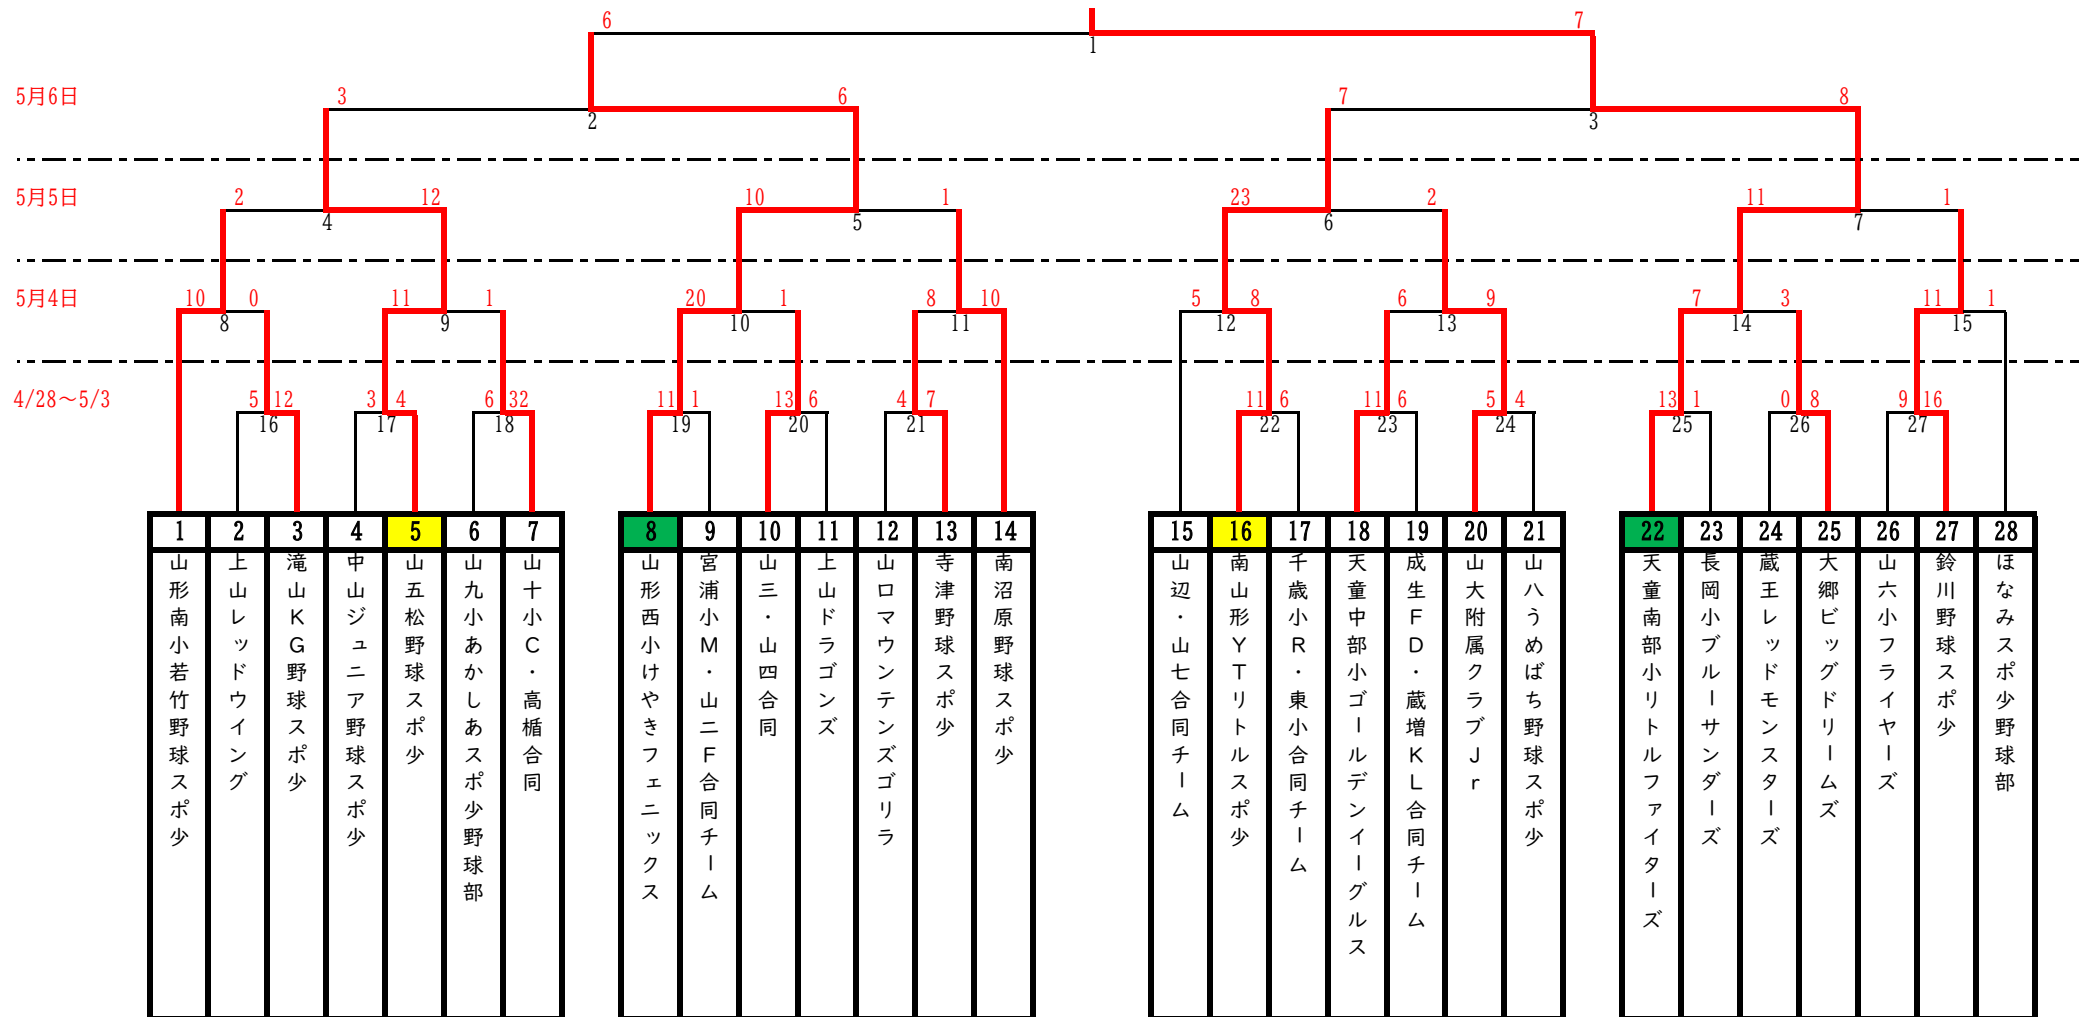 6 7
1
5月6日 3 6 7 8
2 3
5月5日 2 12 10 1 23 2 11 1
4 5 6 7
5月4日 10 0 11 1 20 1 8 10 5 8 6 9 7 3 11 1
8 9 10 11 12 13 14 15
4/28～5/3 5 12 3 4 6 32 11 1 13 6 4 7 11 6 11 6 5 4 13 1 0 8 9 16
16 17 18 19 20 21 22 23 24 25 26 27
1 2 3 4 5 6 7 8 9 10 11 12 13 14 15 16 17 18 19 20 21 22 23 24 25 26 27 28
山形南小若竹野球スポ少
上山レッドウイング
滝山KG野球スポ少
中山ジュニア野球スポ少
山五松野球スポ少
山九小あかしあスポ少野球部
山十小C・高楯合同
山形西小けやきフェニックス
宮浦小M・山二F合同チーム
山三・山四合同
上山ドラゴンズ
山口マウンテンズゴリラ
寺津野球スポ少
南沼原野球スポ少
山辺・山七合同チーム
南山形YTリトルスポ少
千歳小R・東小合同チーム
天童中部小ゴールデンイーグルス
成生FD・蔵増KL合同チーム
山大附属クラブJr
山八うめばち野球スポ少
天童南部小リトルファイターズ
長岡小ブルーサンダーズ
蔵王レッドモンスターズ
大郷ビッグドリームズ
山六小フライヤーズ
鈴川野球スポ少
ほなみスポ少野球部